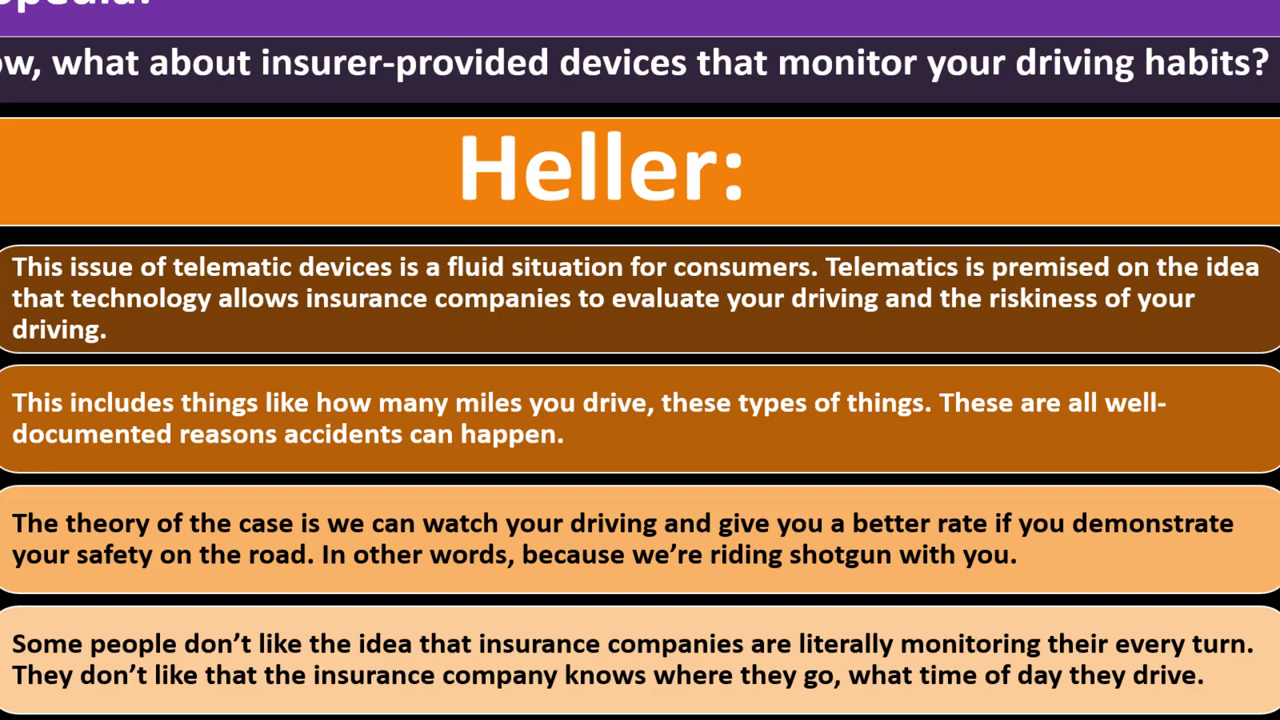 ow, what about insurer-provided devices that monitor your driving habits?
Heller:
This issue of telematic devices is a fluid situation for consumers. Telematics is premised on the idea
that technology allows insurance companies to evaluate your driving and the riskiness of your
driving.
This includes things like how many miles you drive, these types of things. These are all well-
documented reasons accidents can happen.
The theory of the case is we can watch your driving and give you a better rate if you demonstrate
your safety on the road. In other words, because we’re riding shotgun with you.
Some people don’t like the idea that insurance companies are literally monitoring their every turn.
They don’t like that the insurance company knows where they go, what time of day they drive.